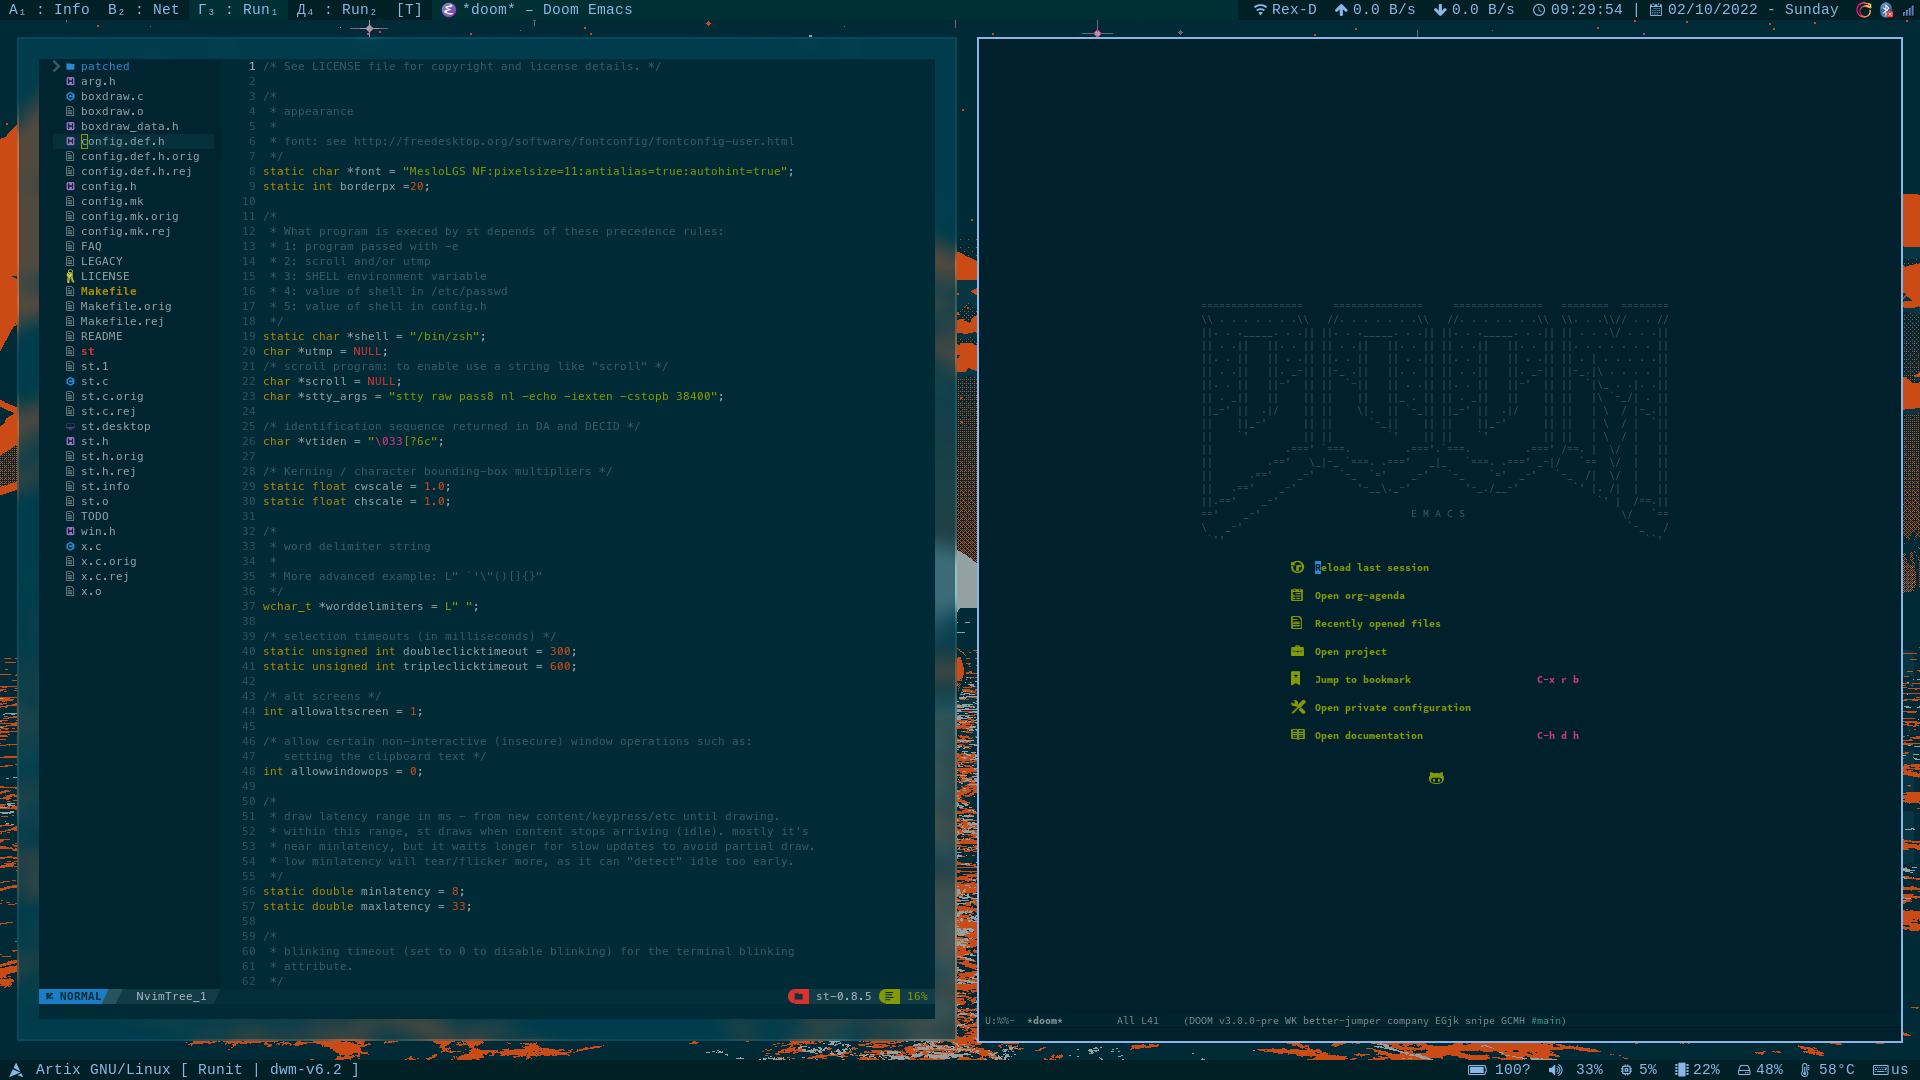 A₁ : Info B₂ : Net Г₃ : Run₁ Д₄ : Run₂ [T] *doom* – Doom Emacs
Rex-D 0.0 B/s 0.0 B/s 09:29:54 | 02/10/2022 - Sunday
patched
arg.h
boxdraw.c
boxdraw.o
boxdraw_data.h
config.def.h
config.def.h.orig
config.def.h.rej
config.h
config.mk
config.mk.orig
config.mk.rej
FAQ
LEGACY
LICENSE
Makefile
Makefile.orig
Makefile.rej
README
st
st.1
st.c
st.c.orig
st.c.rej
st.desktop
st.h
st.h.orig
st.h.rej
st.info
st.o
TODO
win.h
x.c
x.c.orig
x.c.rej
x.o
1 /* See LICENSE file for copyright and license details. */
2
3 /*
4  * appearance
5  *
6  * font: see http://freedesktop.org/software/fontconfig/fontconfig-user.html
7  */
8 static char *font = "MesloLGS NF:pixelsize=11:antialias=true:autohint=true";
9 static int borderpx =20;
10
11 /*
12  * What program is execed by st depends of these precedence rules:
13  * 1: program passed with -e
14  * 2: scroll and/or utmp
15  * 3: SHELL environment variable
16  * 4: value of shell in /etc/passwd
17  * 5: value of shell in config.h
18  */
19 static char *shell = "/bin/zsh";
20 char *utmp = NULL;
21 /* scroll program: to enable use a string like "scroll" */
22 char *scroll = NULL;
23 char *stty_args = "stty raw pass8 nl -echo -iexten -cstopb 38400";
24
25 /* identification sequence returned in DA and DECID */
26 char *vtiden = "\033[?6c";
27
28 /* Kerning / character bounding-box multipliers */
29 static float cwscale = 1.0;
30 static float chscale = 1.0;
31
32 /*
33  * word delimiter string
34  *
35  * More advanced example: L" `'\"()[]{}"
36  */
37 wchar_t *worddelimiters = L" ";
38
39 /* selection timeouts (in milliseconds) */
40 static unsigned int doubleclicktimeout = 300;
41 static unsigned int tripleclicktimeout = 600;
42
43 /* alt screens */
44 int allowaltscreen = 1;
45
46 /* allow certain non-interactive (insecure) window operations such as:
47    setting the clipboard text */
48 int allowwindowops = 0;
49
50 /*
51  * draw latency range in ms - from new content/keypress/etc until drawing.
52  * within this range, st draws when content stops arriving (idle). mostly it's
53  * near minlatency, but it waits longer for slow updates to avoid partial draw.
54  * low minlatency will tear/flicker more, as it can "detect" idle too early.
55  */
56 static double minlatency = 8;
57 static double maxlatency = 33;
58
59 /*
60  * blinking timeout (set to 0 to disable blinking) for the terminal blinking
61  * attribute.
62  */
NORMAL NvimTree_1 st-0.8.5 16%
E M A C S
Reload last session
Open org-agenda
Recently opened files
Open project
Jump to bookmark C-x r b
Open private configuration
Open documentation C-h d h
U:%%- *doom* All L41 (DOOM v3.0.0-pre WK better-jumper company EGjk snipe GCMH #main)
Artix GNU/Linux [ Runit | dwm-v6.2 ]
100? 33% 5% 22% 48% 58°C us